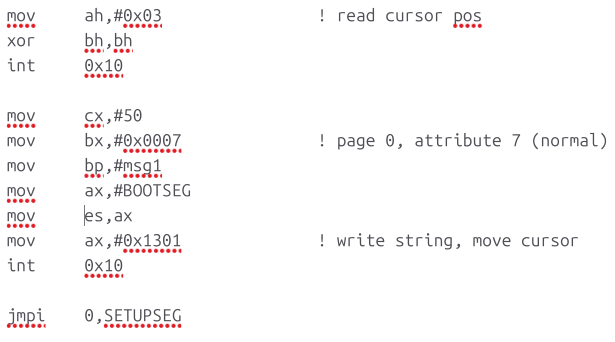 mov ah,#0x03 ! read cursor pos
xor bh,bh
int 0x10
mov cx,#50
mov bx,#0x0007 ! page 0, attribute 7 (normal)
mov bp,#msg1
mov ax,#BOOTSEG
mov es,ax
mov ax,#0x1301 ! write string, move cursor
int 0x10
jmpi 0,SETUPSEG